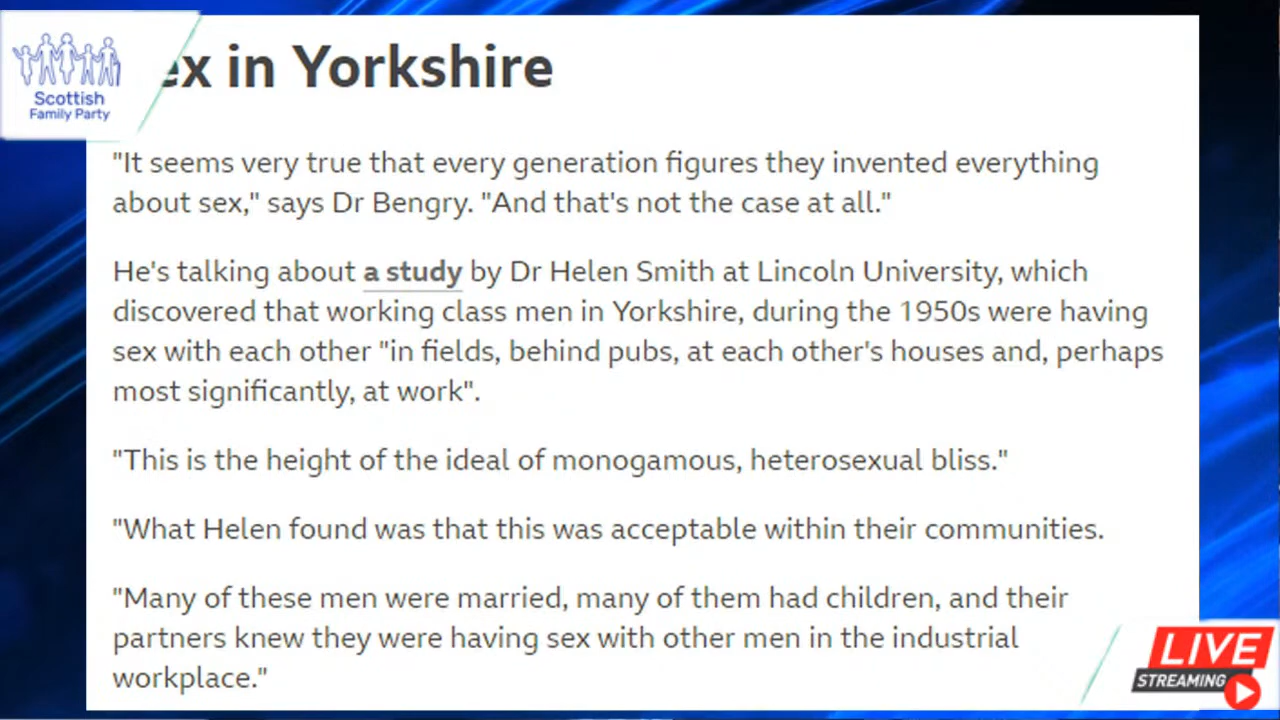 Scottish
Family Party
ex in Yorkshire
"It seems very true that every generation figures they invented everything
about sex," says Dr Bengry. "And that's not the case at all."
He's talking about a study by Dr Helen Smith at Lincoln University, which
discovered that working class men in Yorkshire, during the 1950s were having
sex with each other "in fields, behind pubs, at each other's houses and, perhaps
most significantly, at work".
"This is the height of the ideal of monogamous, heterosexual bliss."
"What Helen found was that this was acceptable within their communities.
"Many of these men were married, many of them had children, and their
partners knew they were having sex with other men in the industrial
workplace."
LIVE
STREAMING